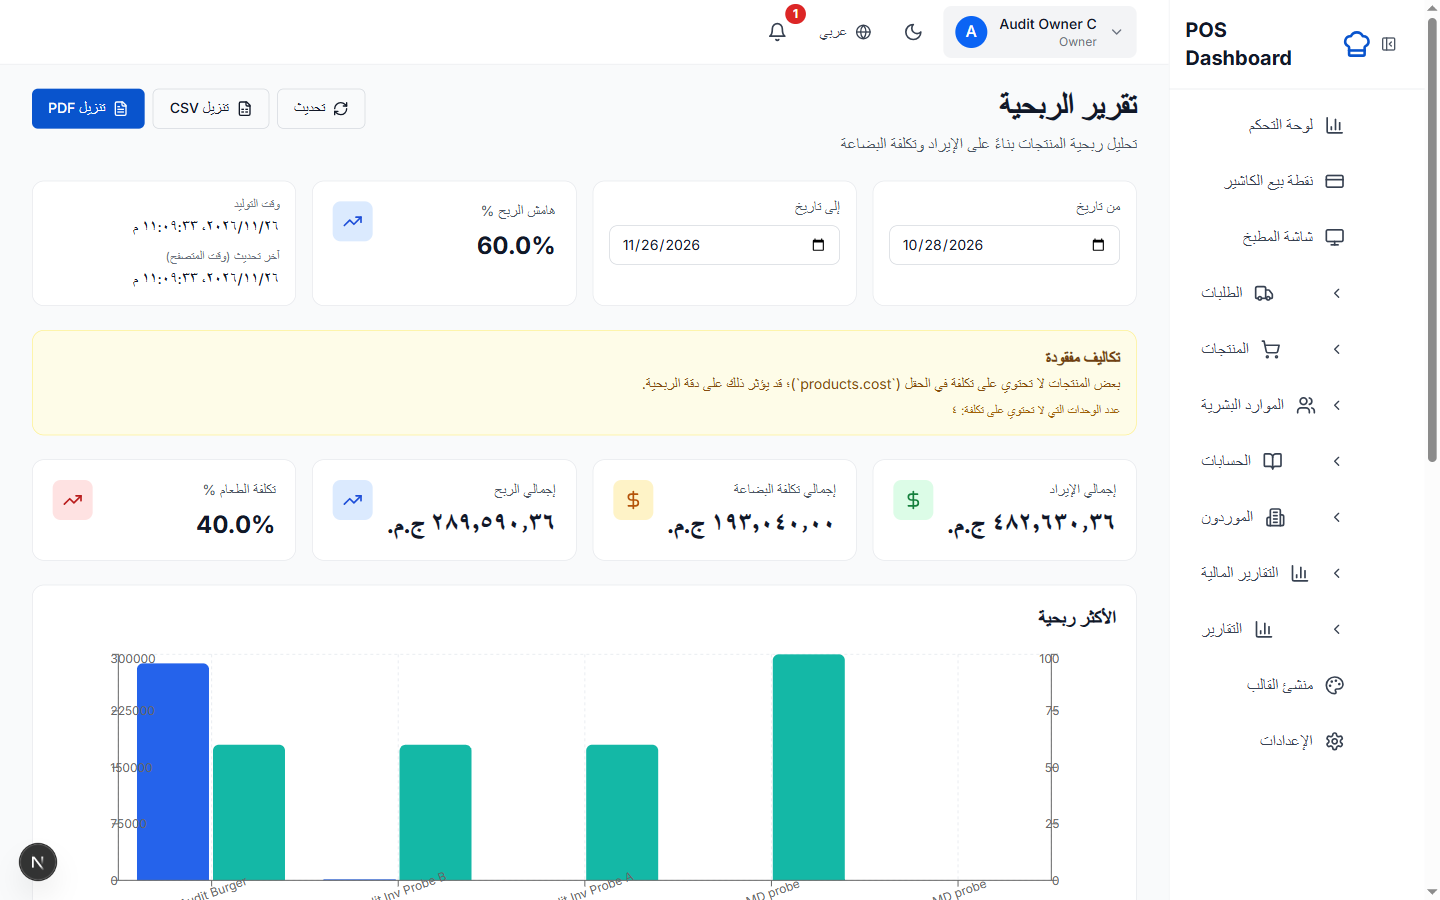 POS Dashboard
Audit Owner C
Owner
A
عربي
1
لوحة التحكم
نقطة بيع الكاشير
شاشة المطبخ
الطلبات
المنتجات
الموارد البشرية
الحسابات
الموردون
التقارير المالية
التقارير
منشئ القالب
الإعدادات
تقرير الربحية
تحليل ربحية المنتجات بناءً على الإيراد وتكلفة البضاعة
تحديث
تنزيل CSV
تنزيل PDF
من تاريخ
10/28/2026
إلى تاريخ
11/26/2026
هامش الربح %
60.0%
وقت التوليد
٢٠٢٦/١١/٢٦، ١١:٠٩:٣٣ م
آخر تحديث (وقت المتصفح)
٢٠٢٦/١١/٢٦، ١١:٠٩:٣٣ م
تكاليف مفقودة
بعض المنتجات لا تحتوي على تكلفة في الحقل (`products.cost`)؛ قد يؤثر ذلك على دقة الربحية.
عدد الوحدات التي لا تحتوي على تكلفة: ٤
إجمالي الإيراد
٤٨٢,٦٣٠,٣٦ ج.م.
إجمالي تكلفة البضاعة
١٩٣,٠٤٠,٠٠ ج.م.
إجمالي الربح
٢٨٩,٥٩٠,٣٦ ج.م.
تكلفة الطعام %
40.0%
الأكثر ربحية
300000
225000
150000
75000
0
100
75
50
25
0
Audit Burger
Inv Probe B
Inv Probe A
MD probe
MD probe
N